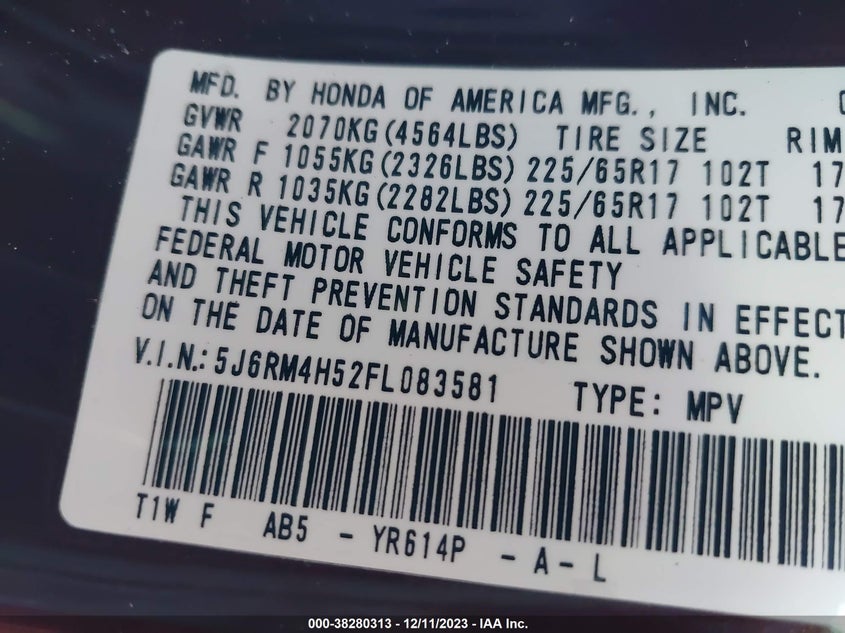 MFD. BY HONDA OF AMERICA MFG., INC.
GVWR 2070KG(4564LBS) TIRE SIZE RIM
GAWR F 1055KG(2326LBS) 225/65R17 102T 17
GAWR R 1035KG(2282LBS) 225/65R17 102T 17
THIS VEHICLE CONFORMS TO ALL APPLICABLE
FEDERAL MOTOR VEHICLE SAFETY
AND THEFT PREVENTION STANDARDS IN EFFECT
ON THE DATE OF MANUFACTURE SHOWN ABOVE.
V.I.N.: 5J6RM4H52FL083581 TYPE: MPV
T1W F AB5 - YR614P - A - L
000-38280313 - 12/11/2023 - IAA Inc.